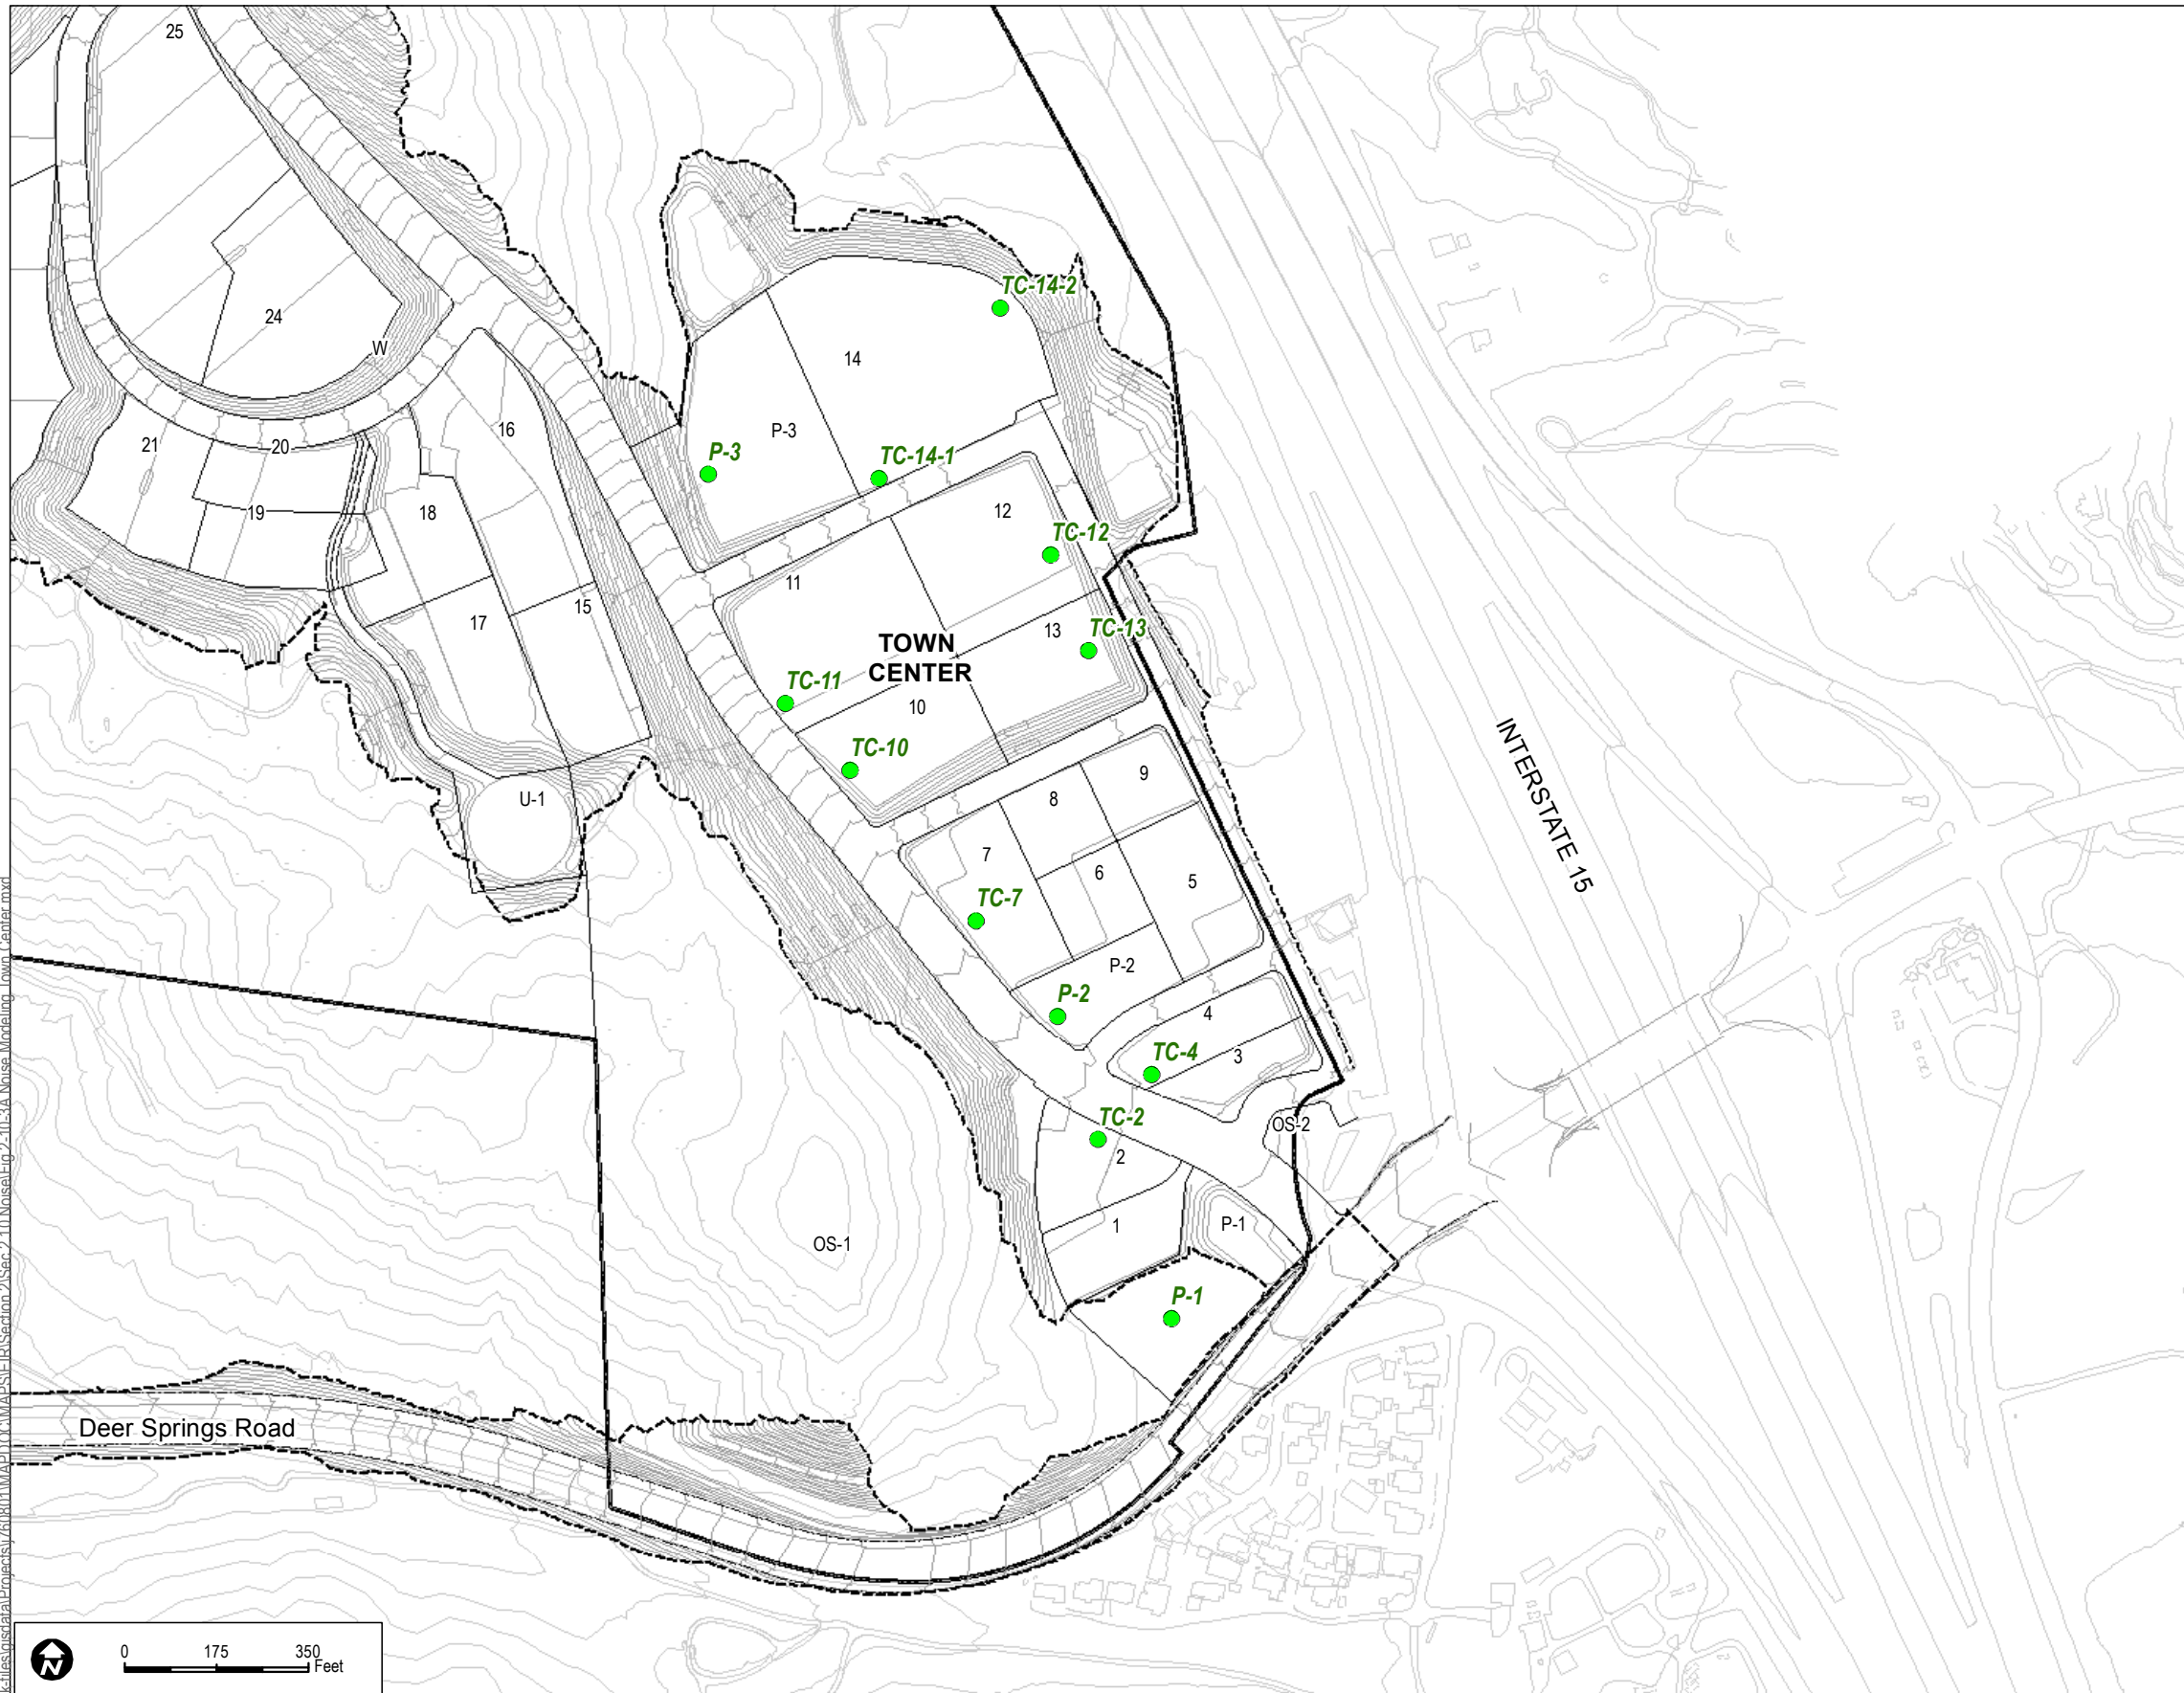 25
TC-14-2
24
W
14
16
P-3
21
20
P-3
TC-14-1
19
18
12
TC-12
11
15
17
13
TC-13
TOWN
CENTER
TC-11
10
TC-10
INTERSTATE 15
U-1
9
8
7
6
5
TC-7
P-2
P-2
4
TC-4
3
TC-2
OS-2
2
1
P-1
OS-1
P-1
Deer Springs Road
N
0 175 350
Feet